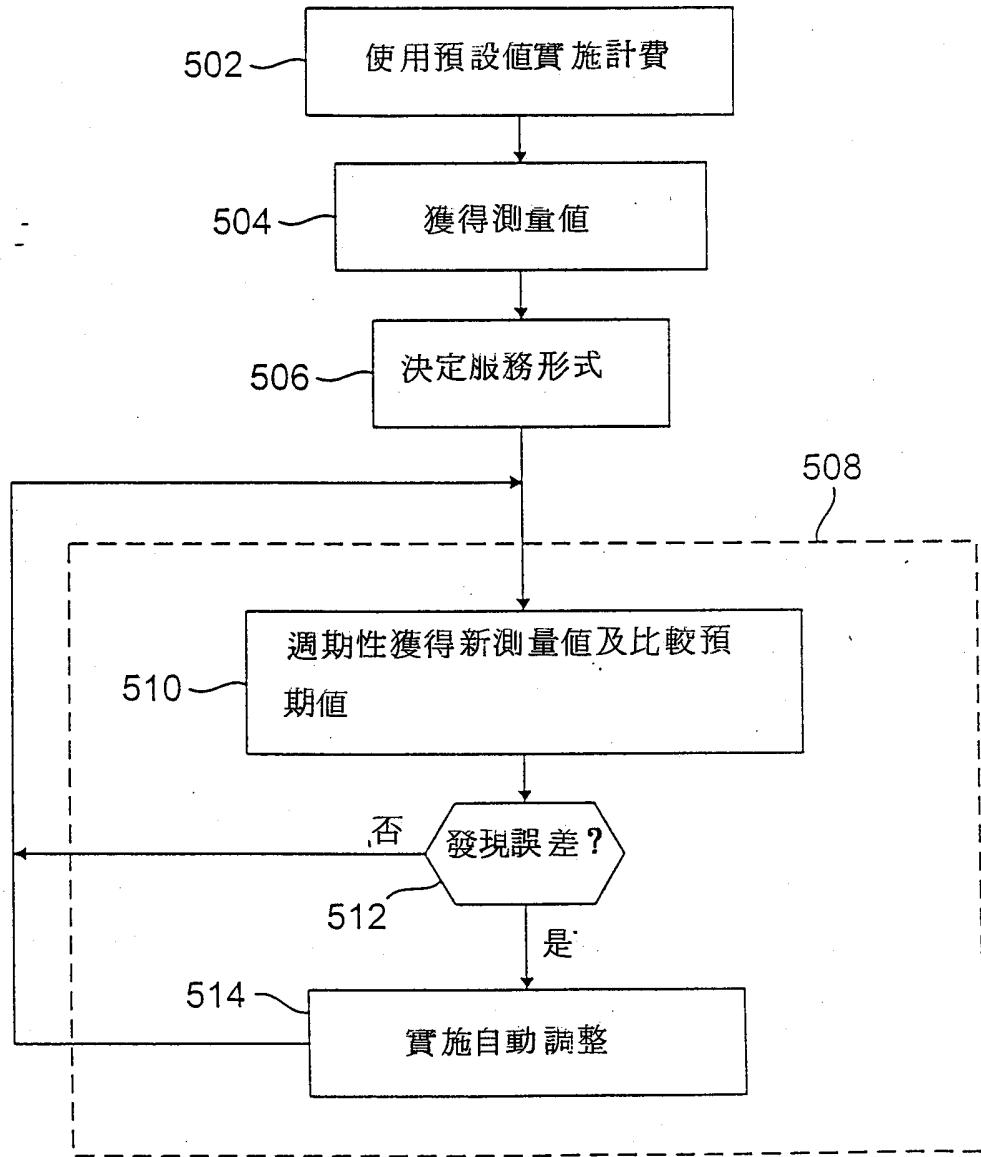 502
使用預設值實施計費
504
獲得測量值
506
決定服務形式
508
510
週期性獲得新測量值及比較預
期值
否
發現誤差?
512
是
514
實施自動調整